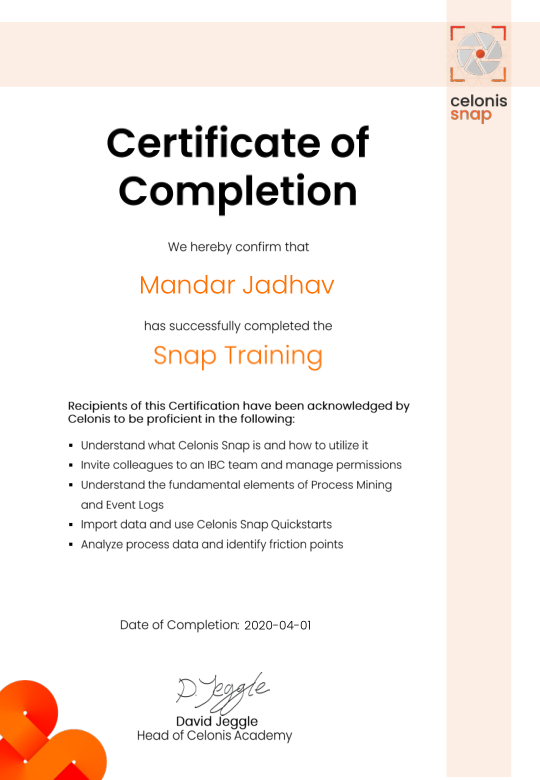 celonis
snap
Certificate of
Completion
We hereby confirm that
Mandar Jadhav
has successfully completed the
Snap Training
Recipients of this Certification have been acknowledged by
Celonis to be proficient in the following:
▪ Understand what Celonis Snap is and how to utilize it
▪ Invite colleagues to an IBC team and manage permissions
▪ Understand the fundamental elements of Process Mining
and Event Logs
▪ Import data and use Celonis Snap Quickstarts
▪ Analyze process data and identify friction points
Date of Completion: 2020-04-01
D. Jeggle
David Jeggle
Head of Celonis Academy